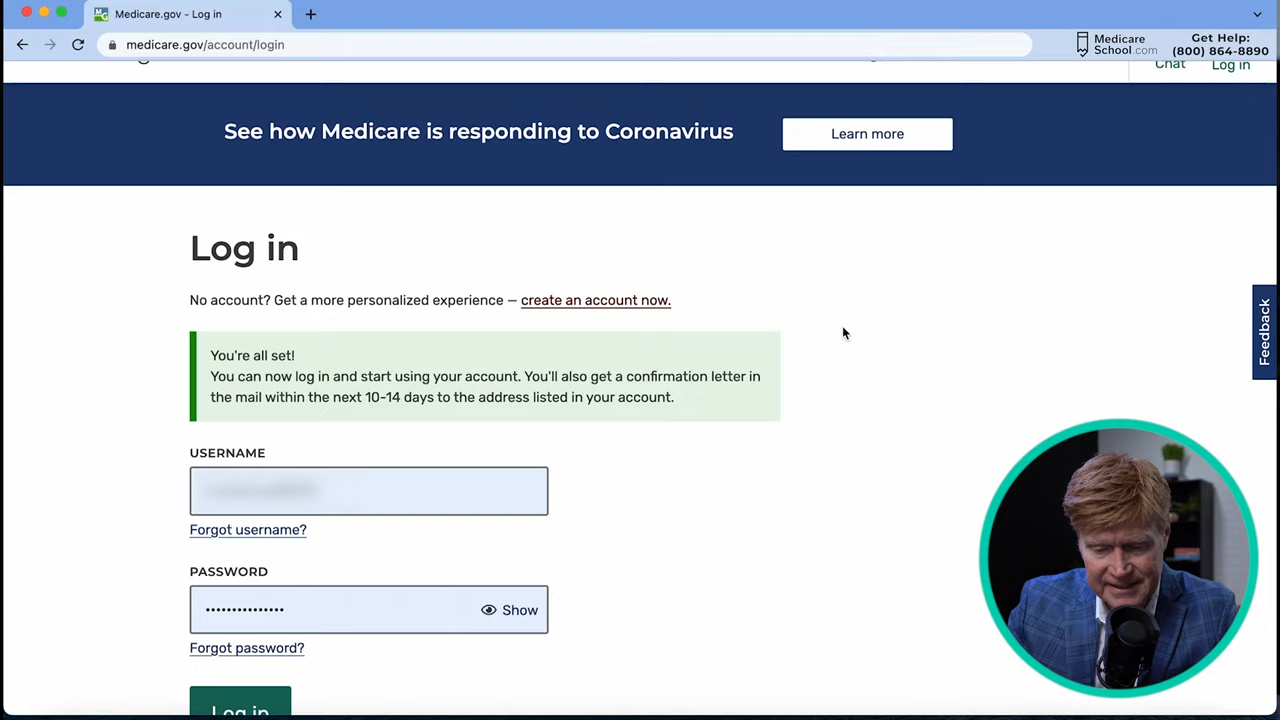 Medicare.gov - Log in
medicare.gov/account/login
Medicare
School.com
Get Help:
(800) 864-8890
Chat
Log in
See how Medicare is responding to Coronavirus
Learn more
Log in
No account? Get a more personalized experience — create an account now.
You're all set!
You can now log in and start using your account. You'll also get a confirmation letter in
the mail within the next 10-14 days to the address listed in your account.
USERNAME
Forgot username?
PASSWORD
Show
Forgot password?
Log in
Feedback